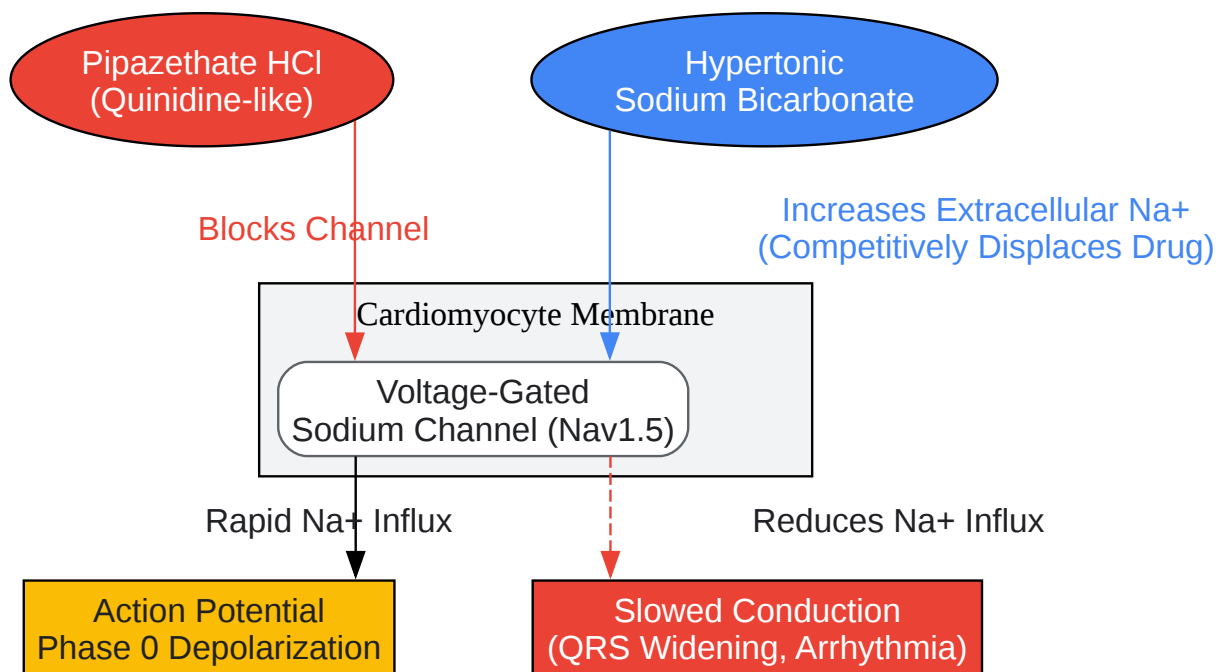 Pipazethate HCl
(Quinidine-like)
Hypertonic
Sodium Bicarbonate
Blocks Channel
Increases Extracellular Na+
(Competitively Displaces Drug)
Cardiomyocyte Membrane
Voltage-Gated
Sodium Channel (Nav1.5)
Rapid Na+ Influx
Reduces Na+ Influx
Action Potential
Phase 0 Depolarization
Slowed Conduction
(QRS Widening, Arrhythmia)